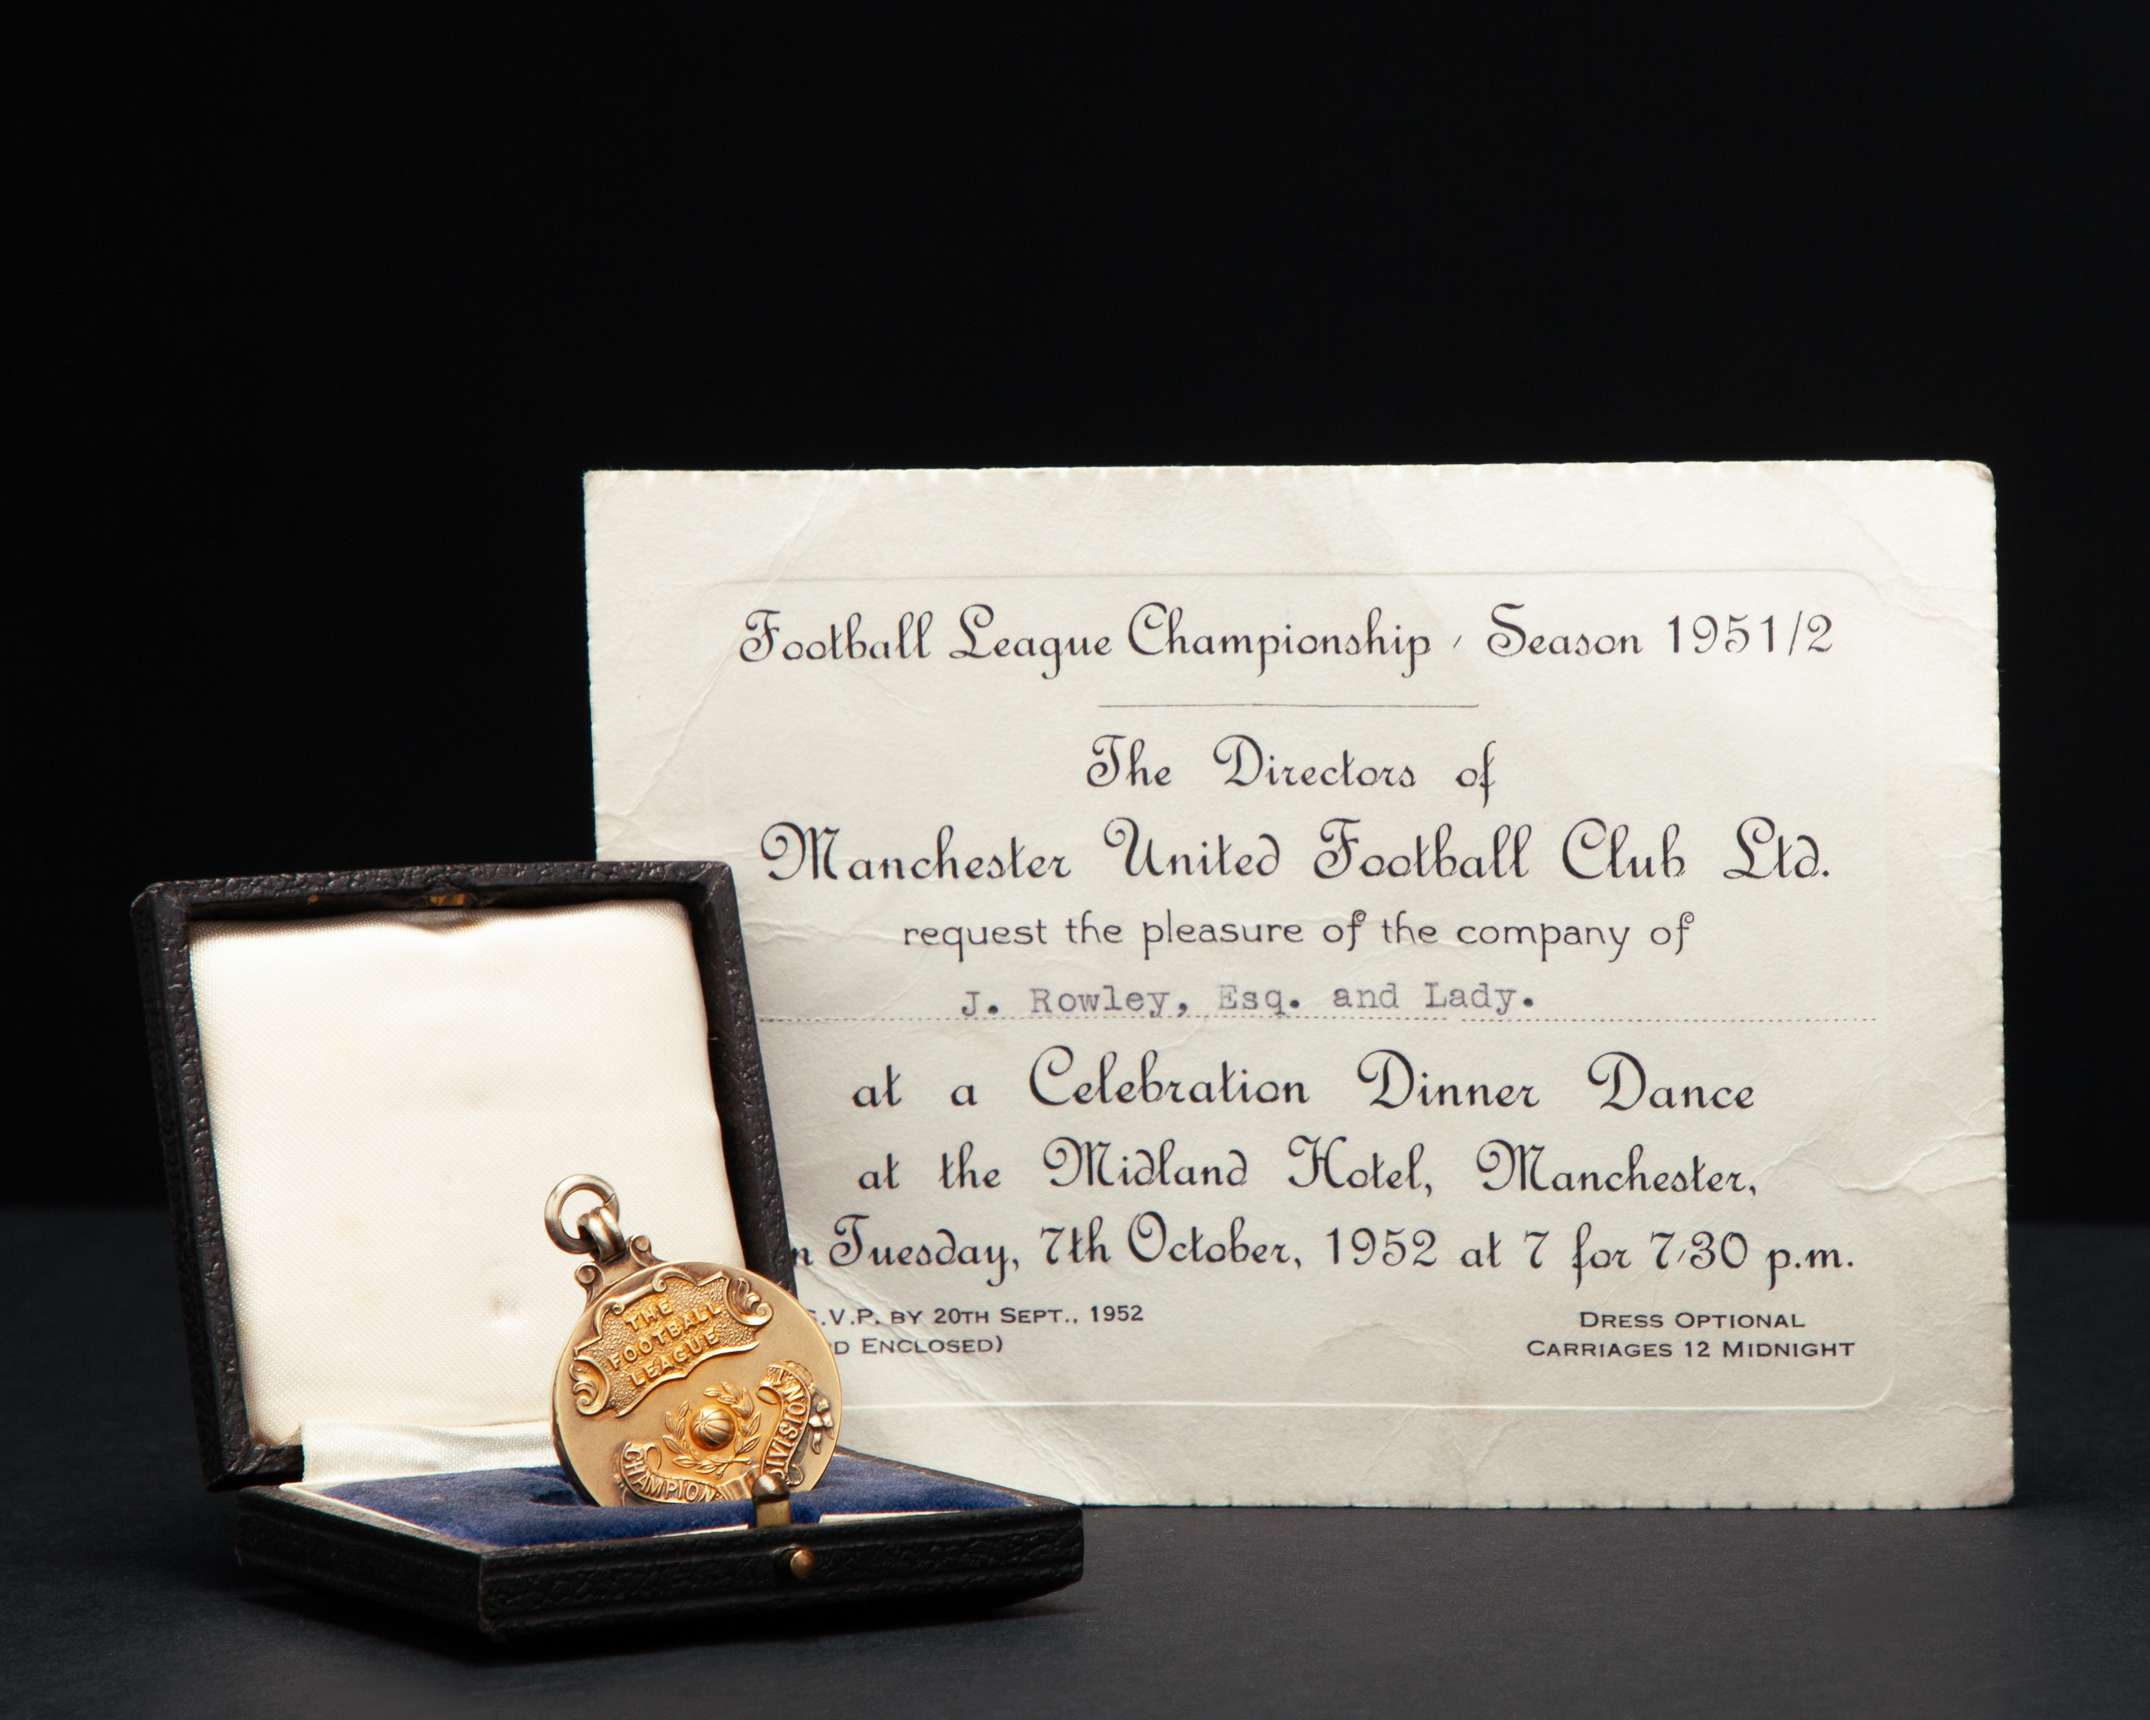 Football League Championship - Season 1951/2
The Directors of
Manchester United Football Club Ltd.
request the pleasure of the company of
J. Rowley, Esq. and Lady.
at a Celebration Dinner Dance
at the Midland Hotel, Manchester,
n Tuesday, 7th October, 1952 at 7 for 7-30 p.m.
.V.P. BY 20TH SEPT., 1952
D ENCLOSED)
DRESS OPTIONAL
CARRIAGES 12 MIDNIGHT
THE
FOOTBALL
LEAGUE
CHAMPION
DIVISION 1